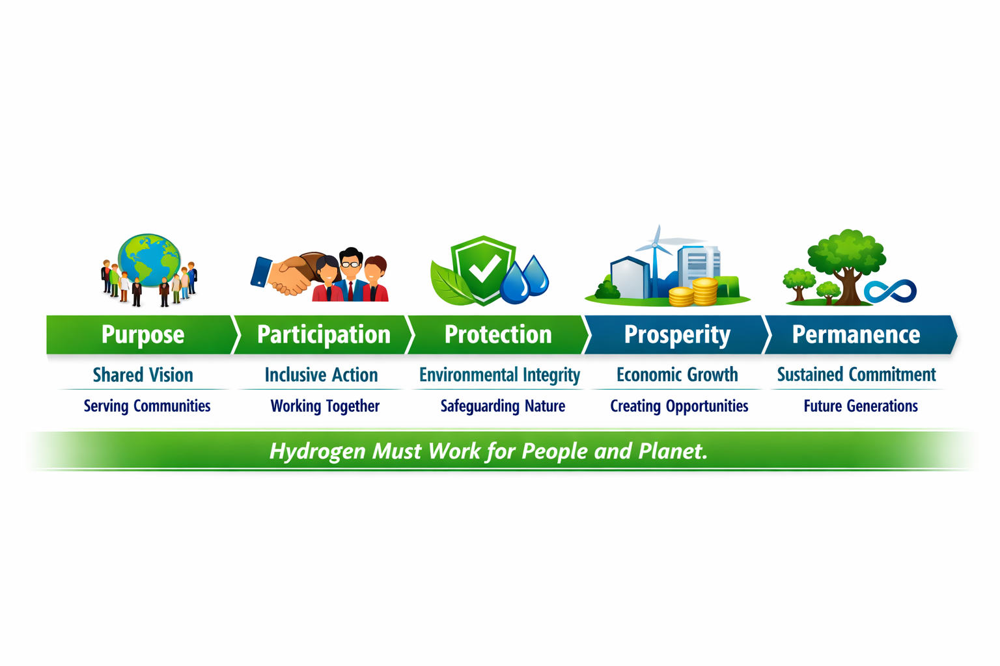 Purpose
Participation
Protection
Prosperity
Permanence
Shared Vision
Inclusive Action
Environmental Integrity
Economic Growth
Sustained Commitment
Serving Communities
Working Together
Safeguarding Nature
Creating Opportunities
Future Generations
Hydrogen Must Work for People and Planet.